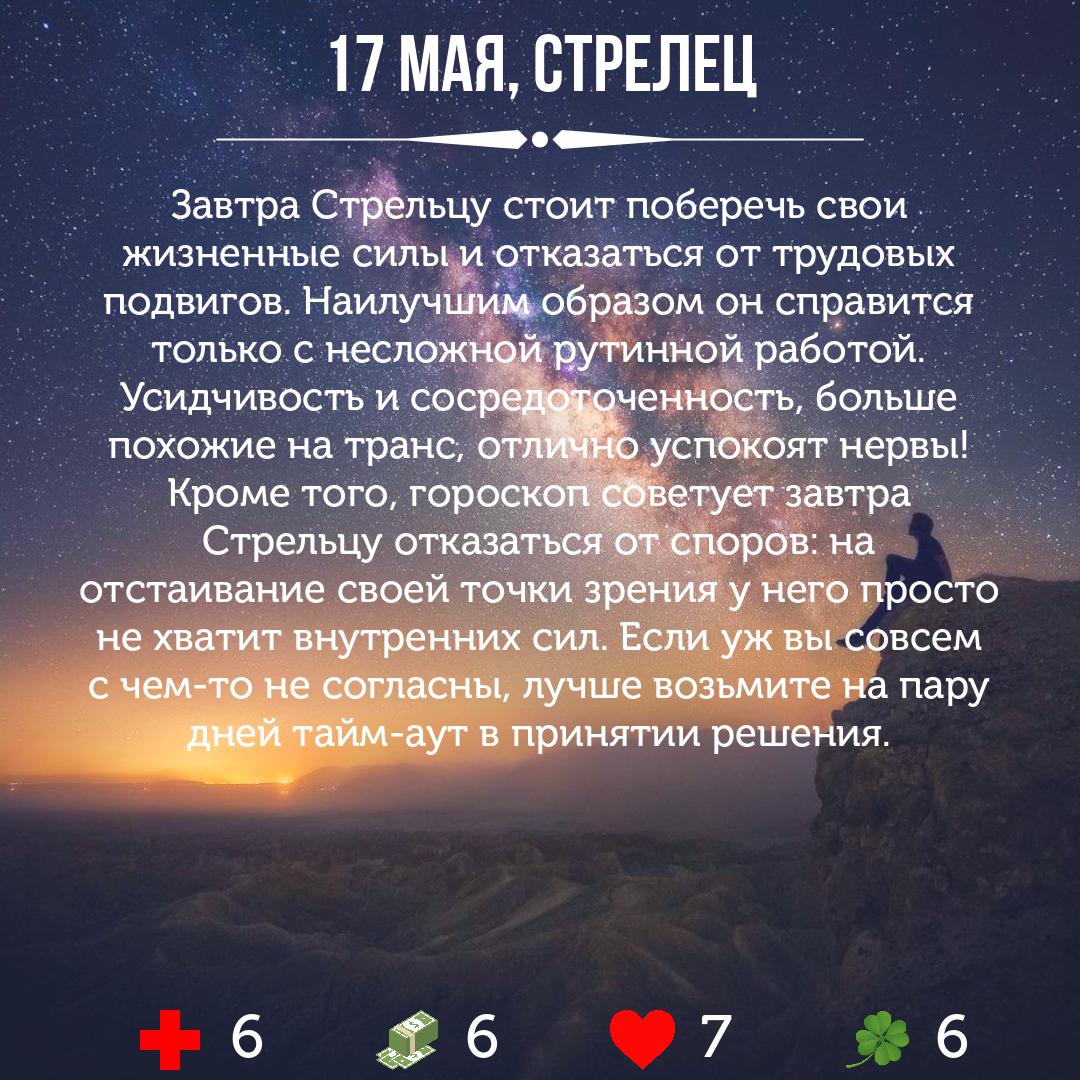 17 МАЯ, СТРЕЛЕЦ
Завтра Стрельцу стоит поберечь свои
жизненные силы и отказаться от трудовых
подвигов. Наилучшим образом он справится
только с несложной рутинной работой.
Усидчивость и сосредоточенность, больше
похожие на транс, отлично успокоят нервы!
Кроме того, гороскоп советует завтра
Стрельцу отказаться от споров: на
отстаивание своей точки зрения у него просто
не хватит внутренних сил. Если уж вы совсем
с чем-то не согласны, лучше возьмите на пару
дней тайм-аут в принятии решения.
6 6 7 6